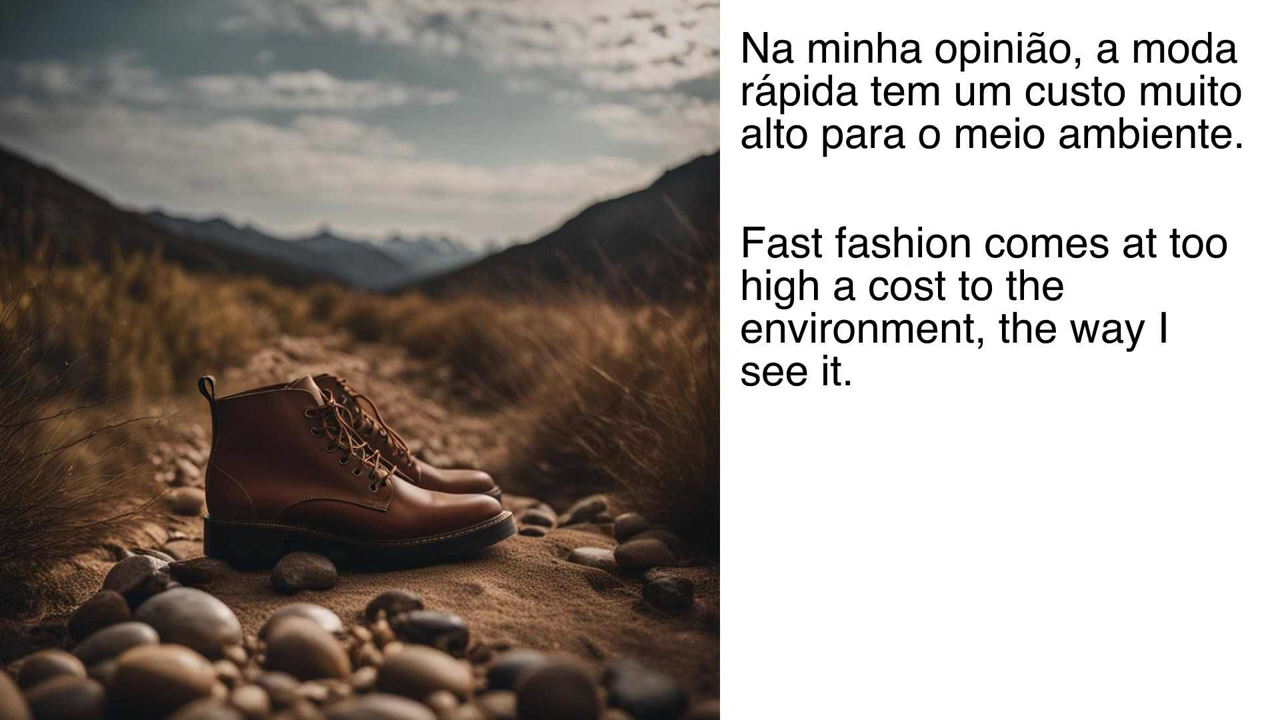 Na minha opinião, a moda
rápida tem um custo muito
alto para o meio ambiente.
Fast fashion comes at too
high a cost to the
environment, the way I
see it.